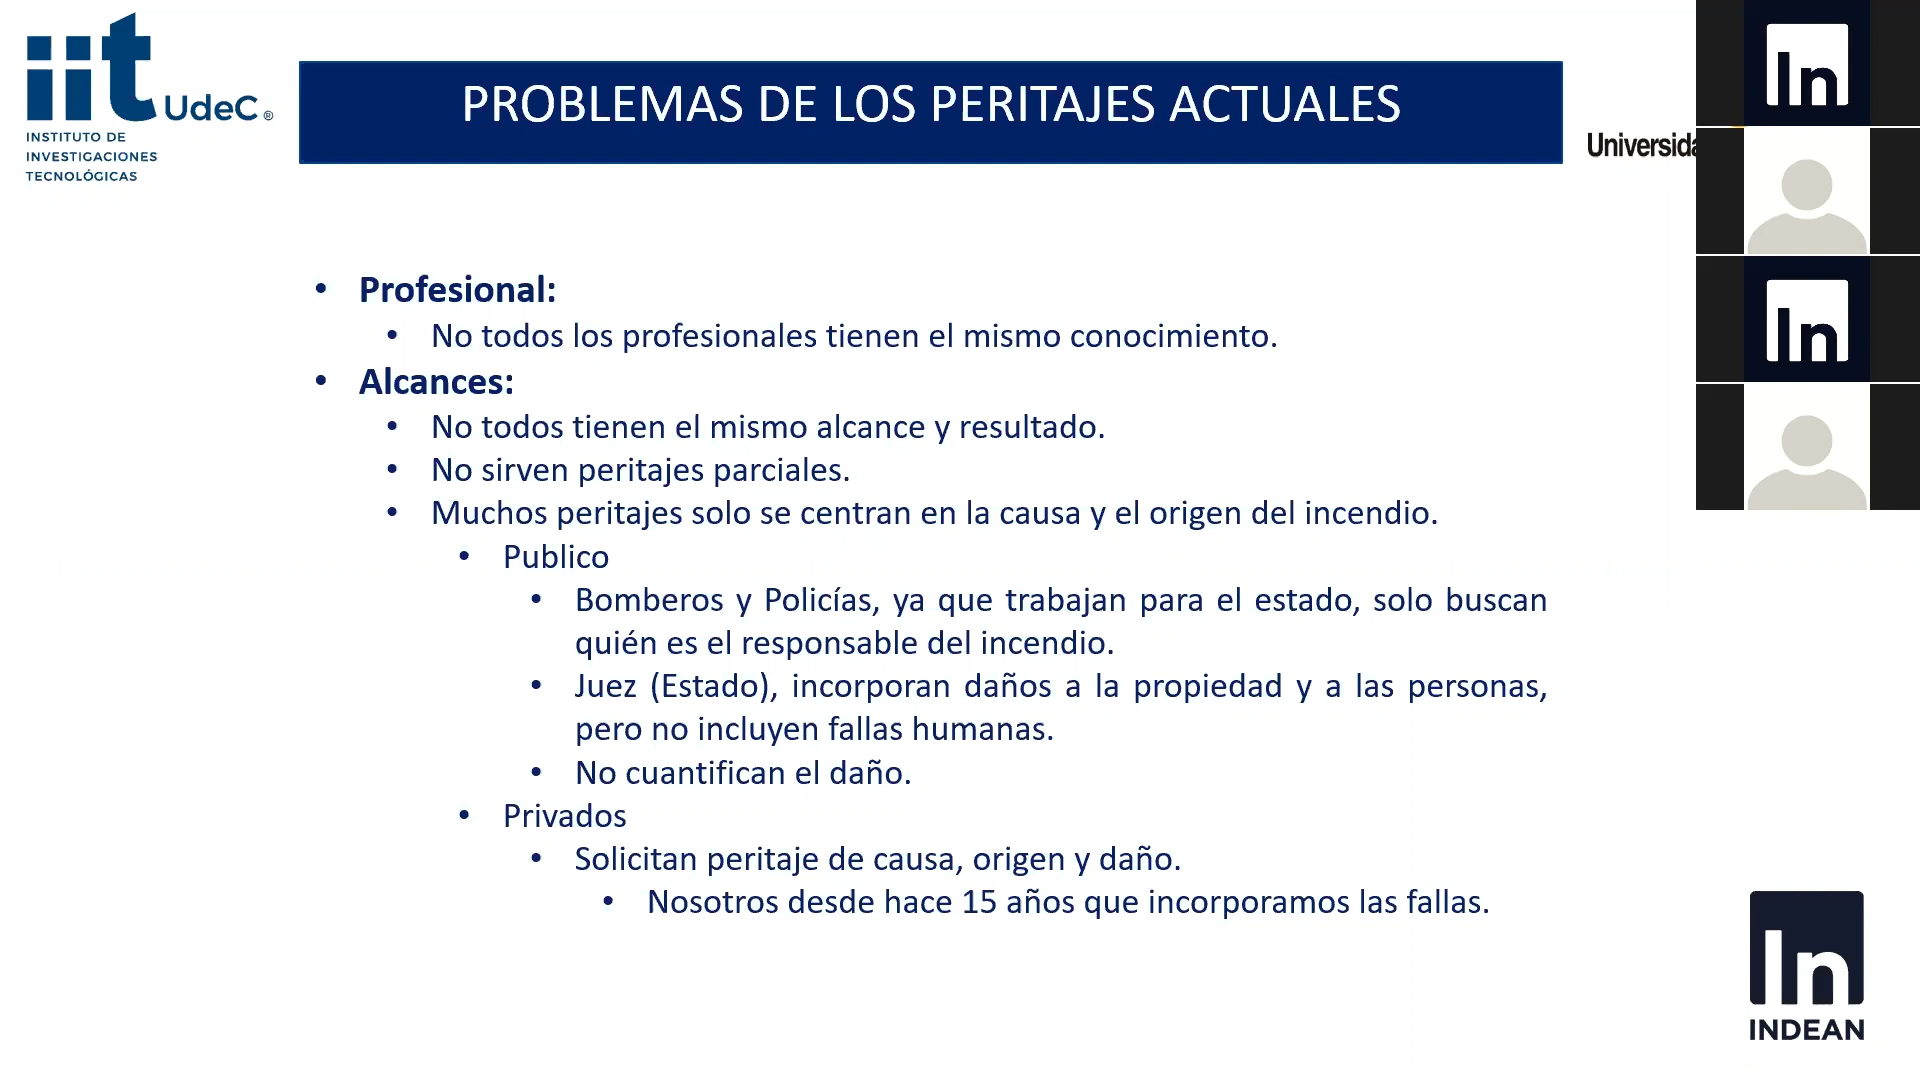 iit UdeC ®
INSTITUTO DE
INVESTIGACIONES
TECNOLÓGICAS
PROBLEMAS DE LOS PERITAJES ACTUALES
In
In
• Profesional:
• No todos los profesionales tienen el mismo conocimiento.
• Alcances:
• No todos tienen el mismo alcance y resultado.
• No sirven peritajes parciales.
• Muchos peritajes solo se centran en la causa y el origen del incendio.
• Publico
• Bomberos y Policías, ya que trabajan para el estado, solo buscan
quién es el responsable del incendio.
• Juez (Estado), incorporan daños a la propiedad y a las personas,
pero no incluyen fallas humanas.
• No cuantifican el daño.
• Privados
• Solicitan peritaje de causa, origen y daño.
• Nosotros desde hace 15 años que incorporamos las fallas.
In
INDEAN